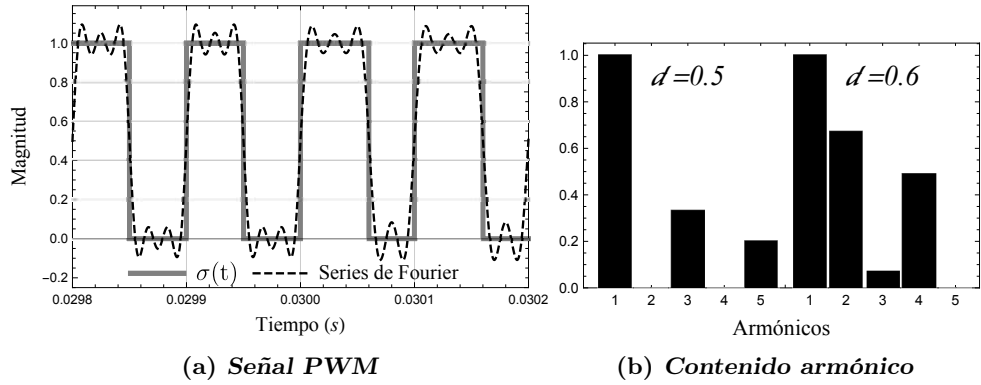 Magnitud
1.0
0.8
0.6
0.4
0.2
0.0
−0.2
σ(t) Series de Fourier
0.0298 0.0299 0.0300 0.0301 0.0302
Tiempo (s)
(a) Señal PWM
1.0
0.8
0.6
0.4
0.2
0.0
d=0.5 d=0.6
1 2 3 4 5 1 2 3 4 5
Armónicos
(b) Contenido armónico